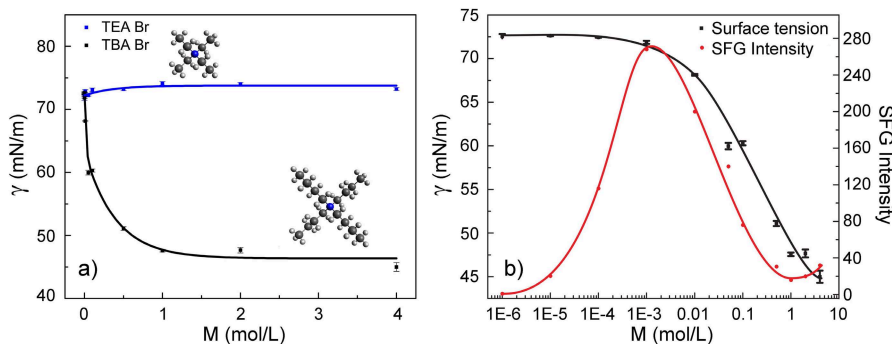 TEA Br
TBA Br
γ (mN/m)
80
70
60
50
40
0
1
2
3
4
M (mol/L)
a)
Surface tension
SFG Intensity
γ (mN/m)
75
70
65
60
55
50
45
1E-6
1E-5
1E-4
1E-3
0.01
0.1
1
10
M (mol/L)
b)
280
240
200
160
120
80
40
0
SFG Intensity